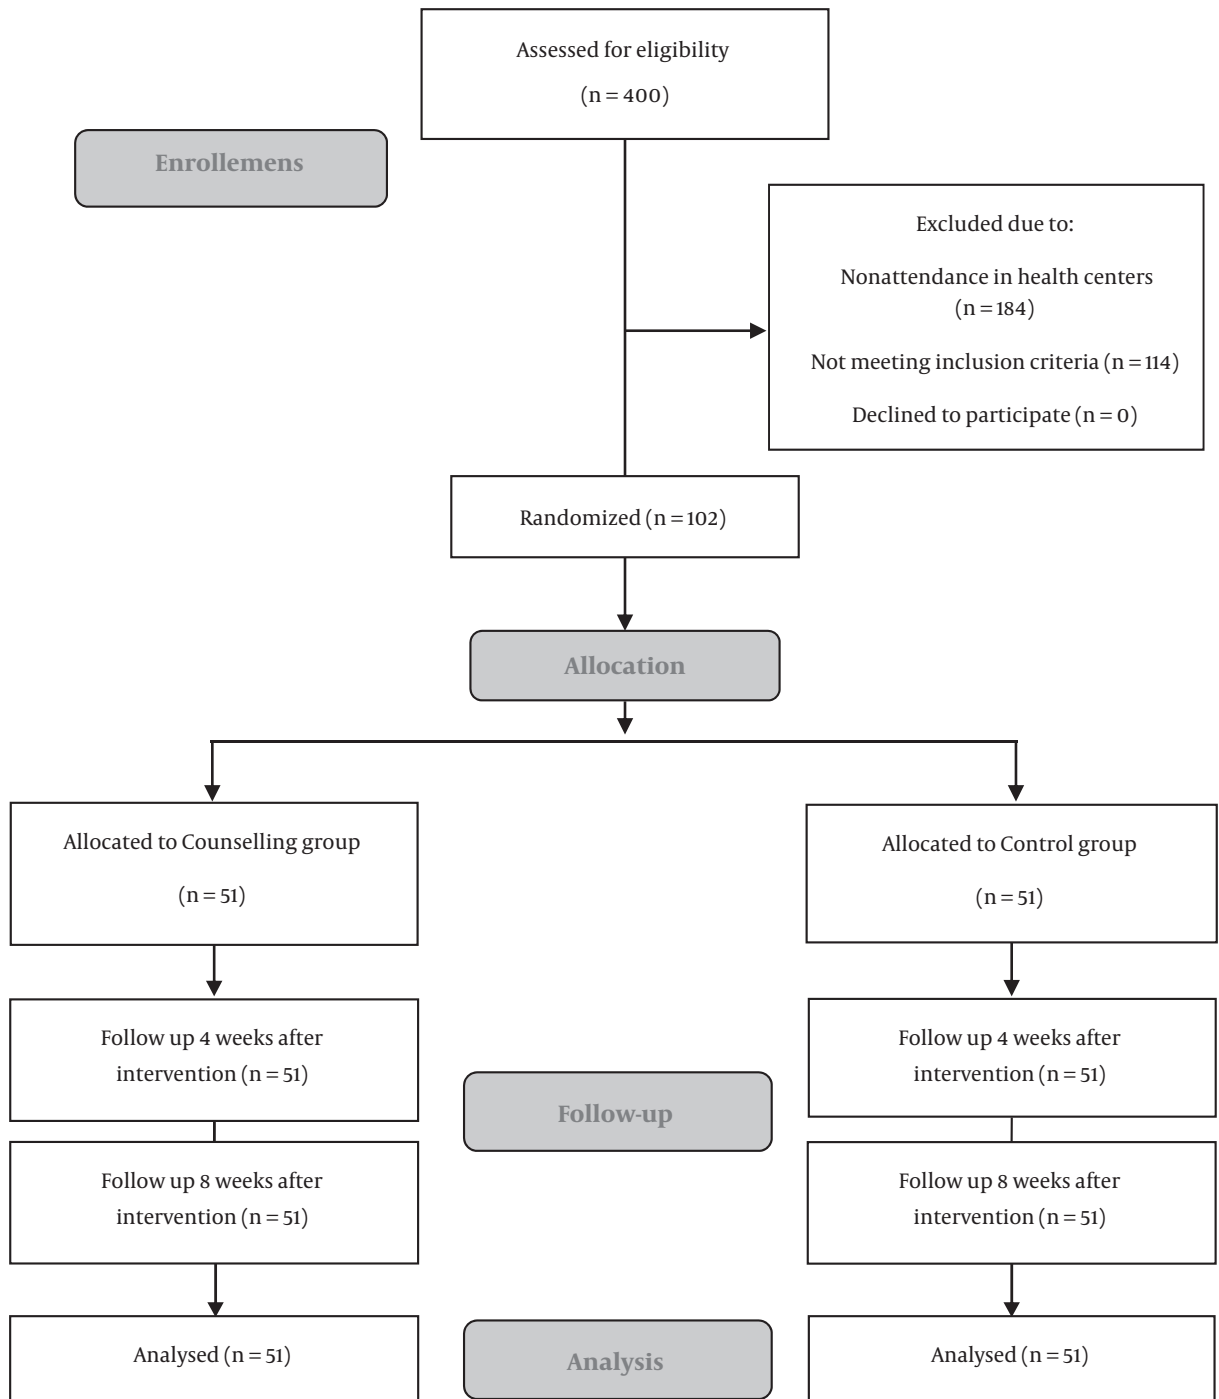 Assessed for eligibility
(n = 400)
Enrollemens
Excluded due to:
Nonattendance in health centers
(n = 184)
Not meeting inclusion criteria (n = 114)
Declined to participate (n = 0)
Randomized (n = 102)
Allocation
Allocated to Counselling group
(n = 51)
Allocated to Control group
(n = 51)
Follow up 4 weeks after
intervention (n = 51)
Follow up 4 weeks after
intervention (n = 51)
Follow-up
Follow up 8 weeks after
intervention (n = 51)
Follow up 8 weeks after
intervention (n = 51)
Analysed (n = 51)
Analysis
Analysed (n = 51)